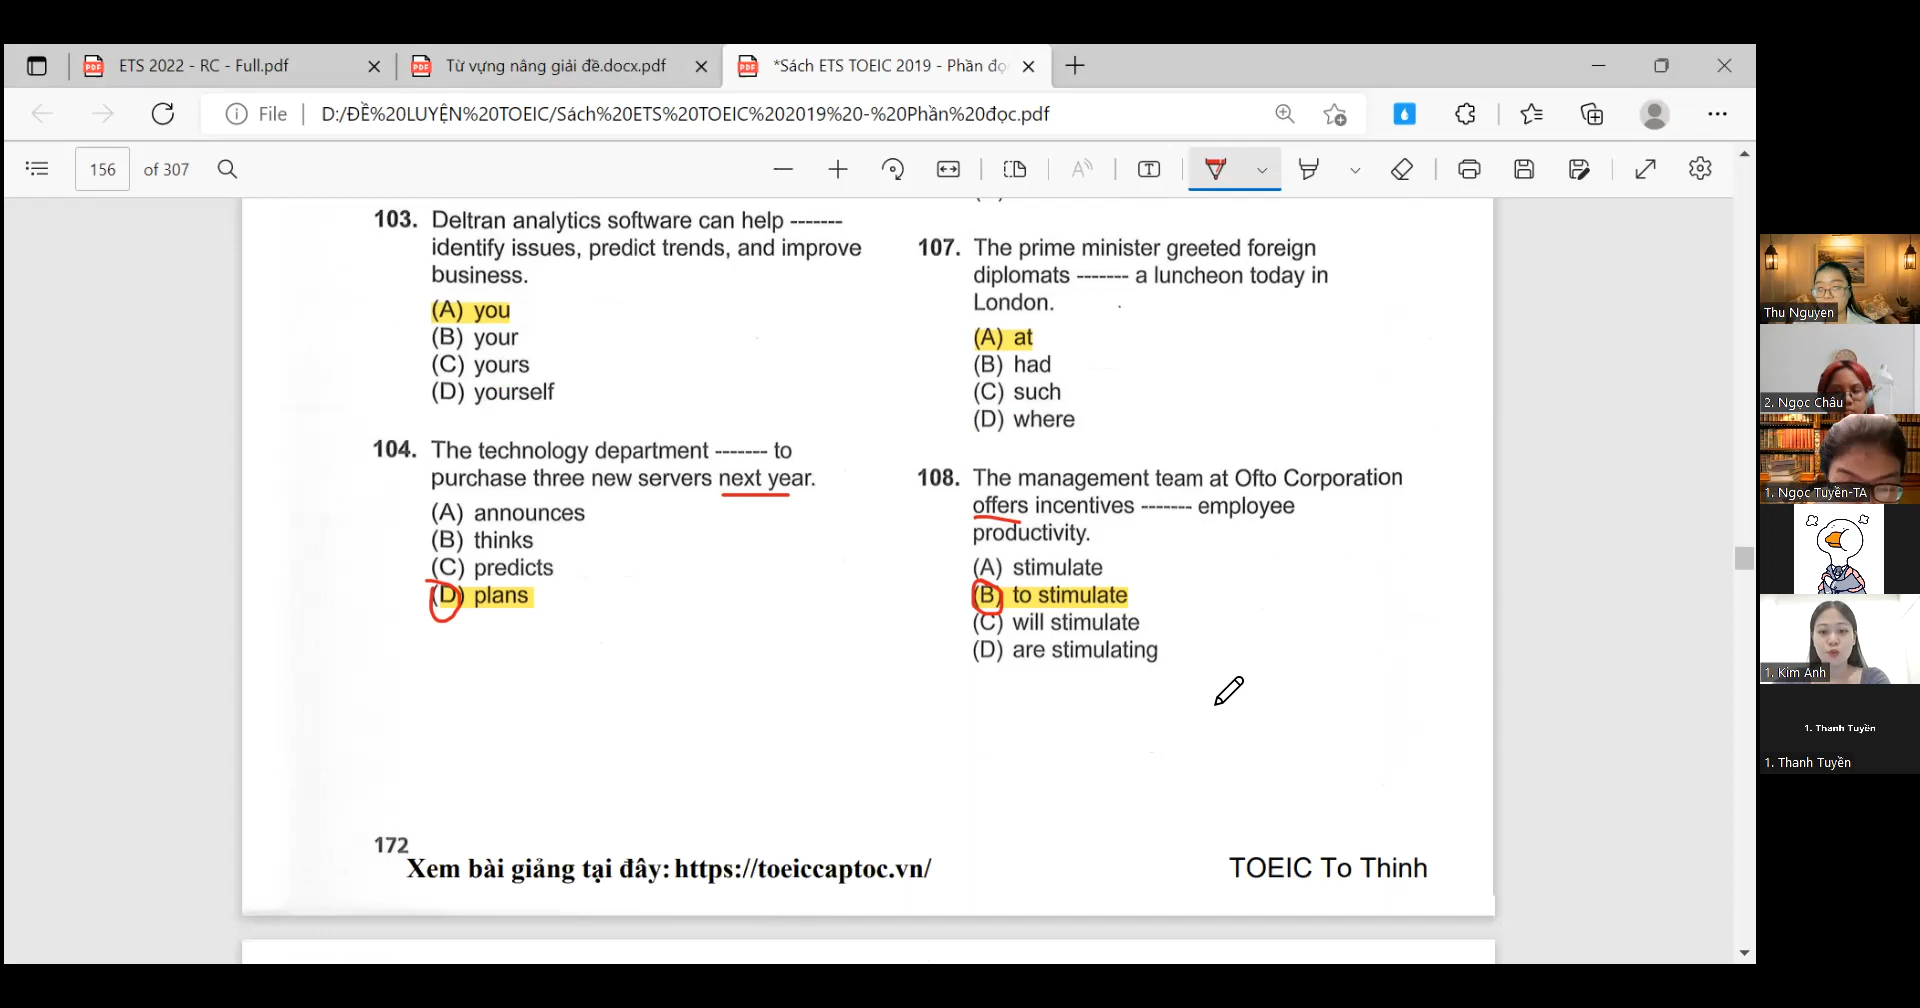 ETS 2022 - RC - Full.pdf
Từ vựng nâng giải đề.docx.pdf
*Sách ETS TOEIC 2019 - Phần đọ
File
D:/ĐỀ%20LUYỆN%20TOEIC/Sách%20ETS%20TOEIC%202019%20-%20Phần%20đọc.pdf
156 of 307
103. Deltran analytics software can help -------
identify issues, predict trends, and improve
business.
(A) you
(B) your
(C) yours
(D) yourself
104. The technology department ------- to
purchase three new servers next year.
(A) announces
(B) thinks
(C) predicts
(D) plans
107. The prime minister greeted foreign
diplomats ------- a luncheon today in
London.
(A) at
(B) had
(C) such
(D) where
108. The management team at Ofto Corporation
offers incentives ------- employee
productivity.
(A) stimulate
(B) to stimulate
(C) will stimulate
(D) are stimulating
172
Xem bài giảng tại đây: https://toeiccaptoc.vn/
TOEIC To Thinh
Thu Nguyen
2. Ngọc Châu
1. Ngọc Tuyền-TA
1. Kim Anh
1. Thanh Tuyền
1. Thanh Tuyền